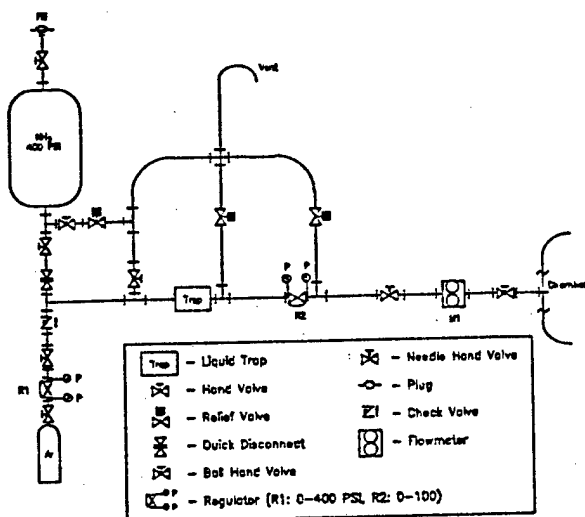 Vent
NH3
400 PSI
P
P
R2
M1
Chamber
Trap
R1
P
P
Ar
Trap – Liquid Trap
– Hand Valve
– Relief Valve
– Quick Disconnect
– Ball Hand Valve
P
P – Regulator (R1: 0–400 PSI, R2: 0–100)
– Needle Hand Valve
– Plug
– Check Valve
– Flowmeter